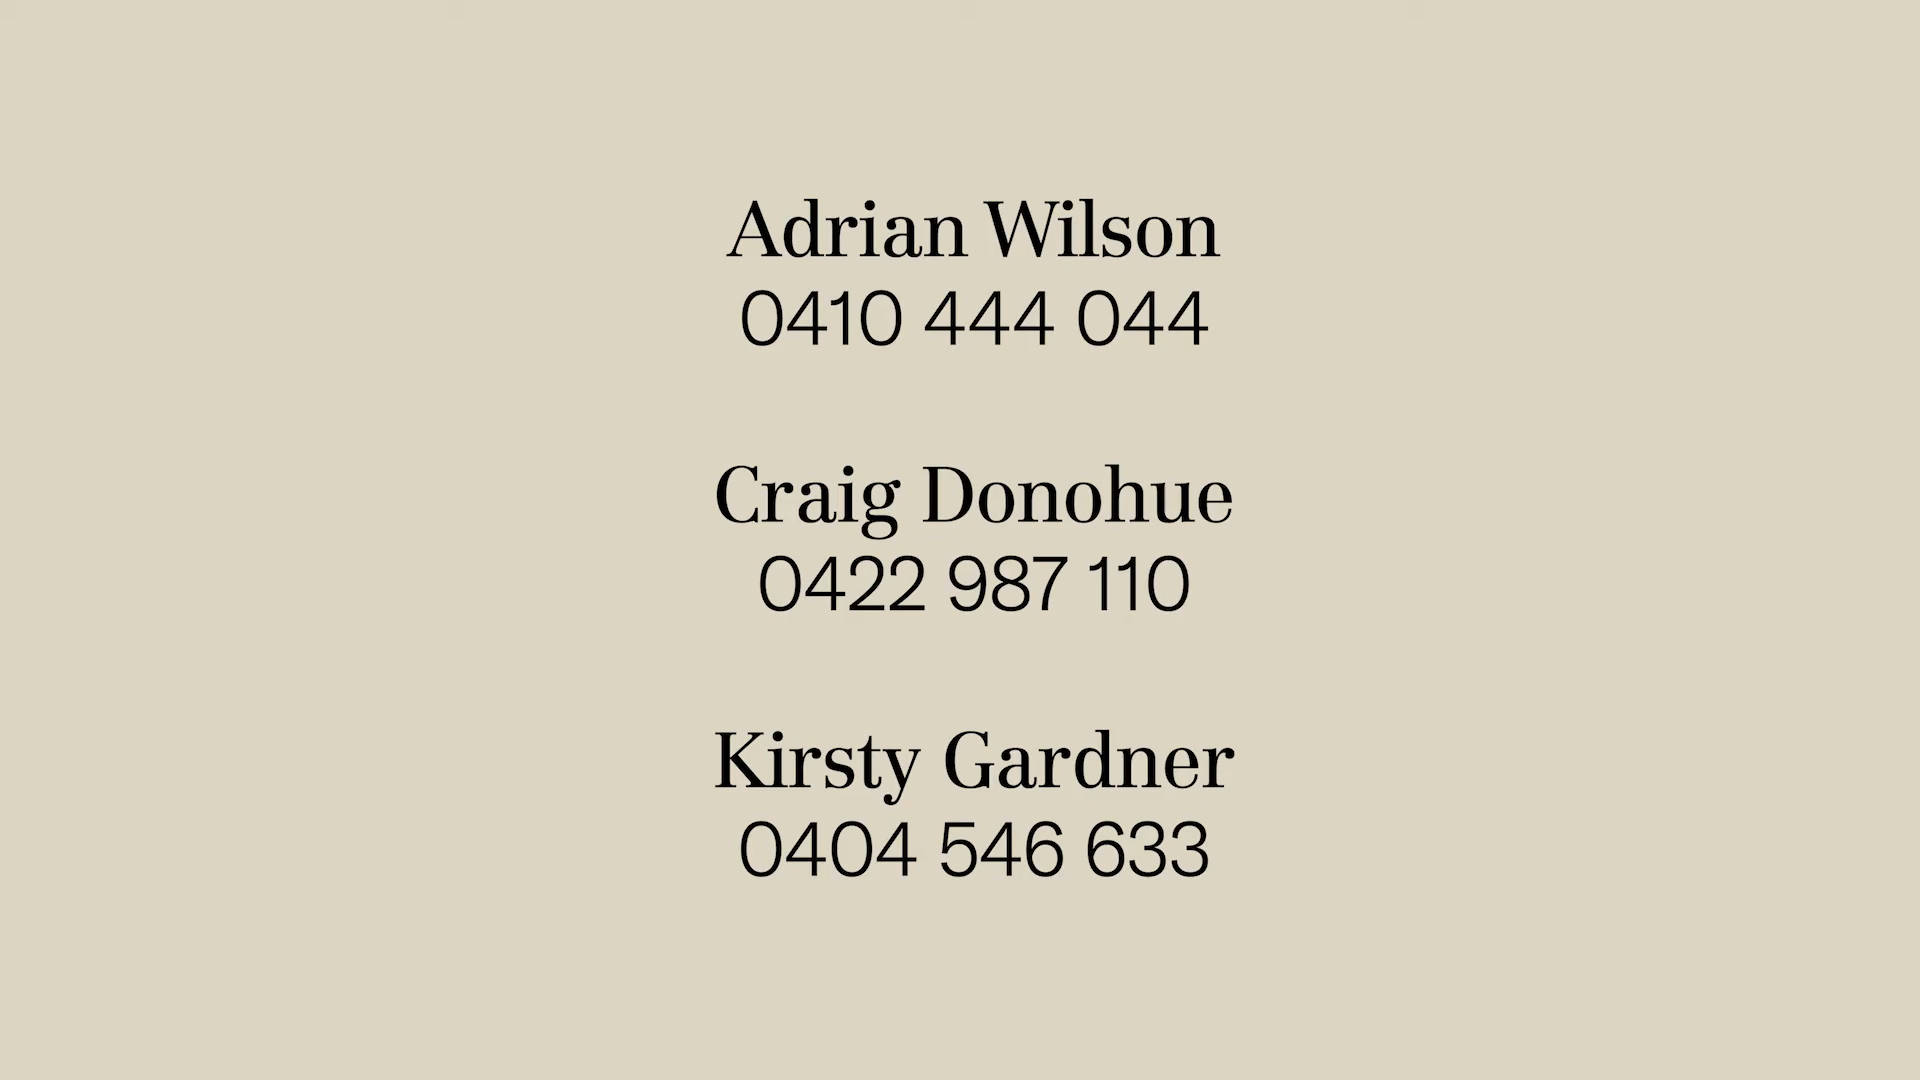 Adrian Wilson
0410 444 044
Craig Donohue
0422 987 110
Kirsty Gardner
0404 546 633